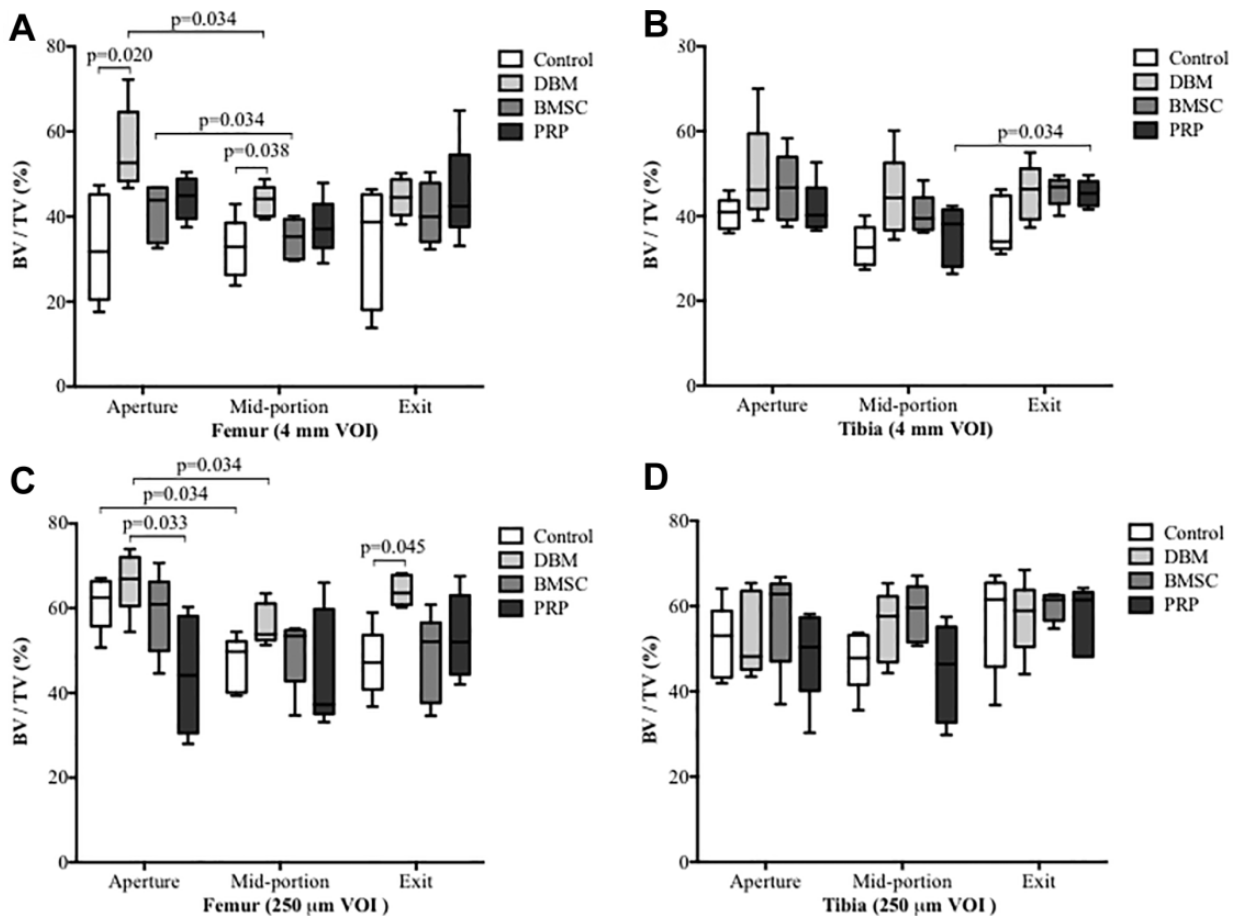 A
p=0.034
p=0.020
p=0.034
p=0.038
80
60
40
20
0
BV / TV (%)
Control
DBM
BMSC
PRP
Aperture Mid-portion Exit
Femur (4 mm VOI)
B
p=0.034
80
60
40
20
0
BV / TV (%)
Control
DBM
BMSC
PRP
Aperture Mid-portion Exit
Tibia (4 mm VOI)
C
p=0.034
p=0.034
p=0.033
p=0.045
80
60
40
20
0
BV / TV (%)
Control
DBM
BMSC
PRP
Aperture Mid-portion Exit
Femur (250 μm VOI )
D
80
60
40
20
0
BV / TV (%)
Control
DBM
BMSC
PRP
Aperture Mid-portion Exit
Tibia (250 μm VOI)